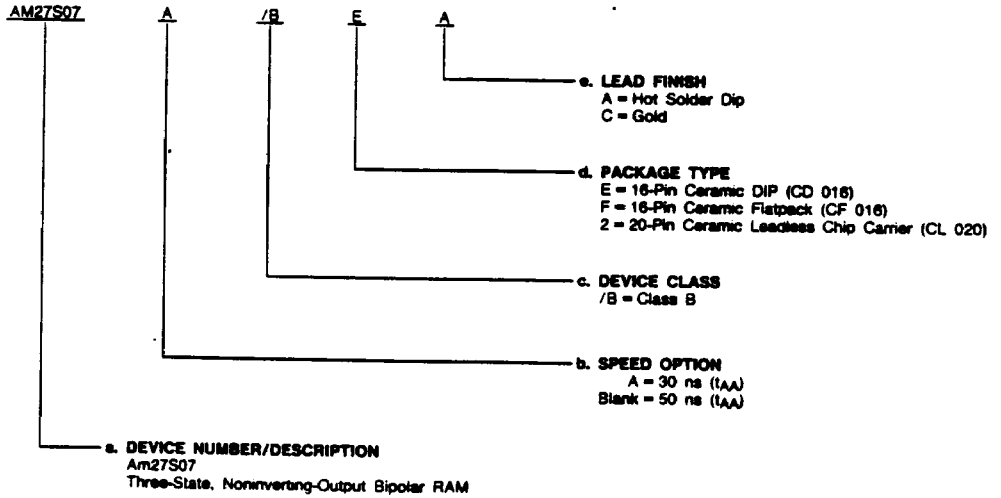 AM27S07 A /B E A
e. LEAD FINISH
A = Hot Solder Dip
C = Gold
d. PACKAGE TYPE
E = 16-Pin Ceramic DIP (CD 016)
F = 16-Pin Ceramic Flatpack (CF 016)
2 = 20-Pin Ceramic Leadless Chip Carrier (CL 020)
c. DEVICE CLASS
/B = Class B
b. SPEED OPTION
A = 30 ns (tAA)
Blank = 50 ns (tAA)
a. DEVICE NUMBER/DESCRIPTION
Am27S07
Three-State, Noninverting-Output Bipolar RAM